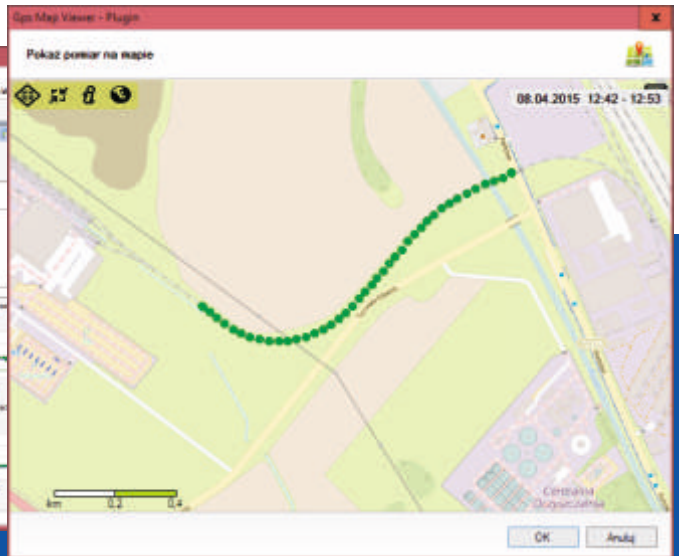 Gps Map Viewer - Plugin
x
Pokaż pomiar na mapie
08.04.2015 12:42 - 12:53
km 0,2 0,4
Centralna
Oczyszczalnia
OK Anuluj